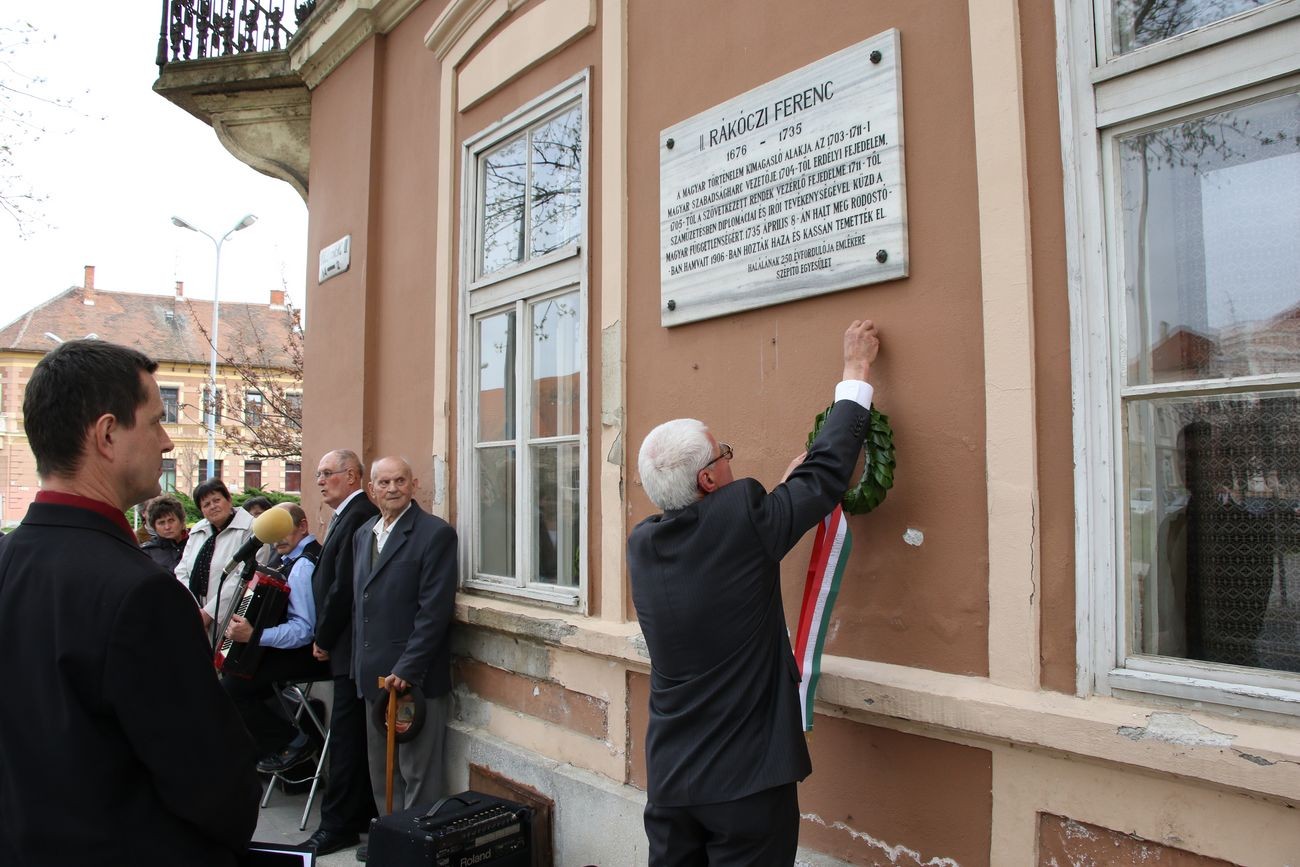 II RÁKÓCZI FERENC
1676 - 1735
A MAGYAR TÖRTÉNELEM KIMAGASLÓ ALAKJA. AZ 1703-1711-I
MAGYAR SZABADSÁGHARC VEZETŐJE. 1704-TŐL ERDÉLYI FEJEDELEM,
1705-TŐL A SZÖVETKEZETT RENDEK VEZÉRLŐ FEJEDELME. 1711-TŐL
SZÁMŰZETÉSBEN DIPLOMÁCIAI ÉS IRÓI TEVÉKENYSÉGÉVEL KÜZD A
MAGYAR FÜGGETLENSÉGÉRT. 1735 ÁPRILIS 8-ÁN HALT MEG RODOSTÓ-
BAN HAMVAIT 1906-BAN HOZTÁK HAZA ÉS KASSÁN TEMETTÉK EL
HALÁLÁNAK 250. ÉVFORDULÓJA EMLÉKÉRE
SZÉPITŐ EGYESÜLET
Roland